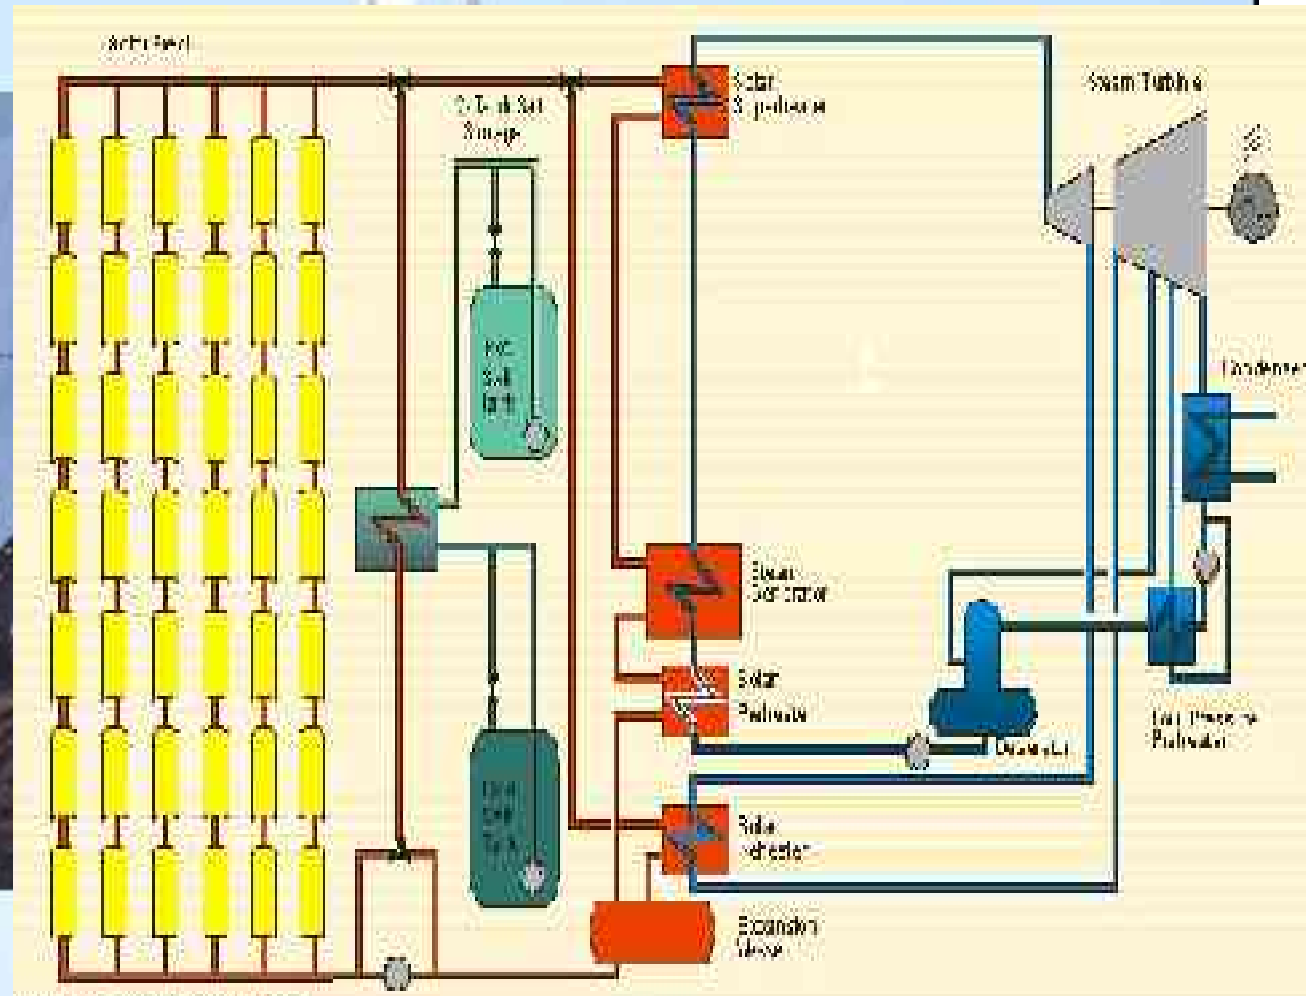 Solar Field
2-Tank Salt
Storage
Solar
Superheater
Steam Turbine
Hot
Salt
Tank
Condenser
Steam
Generator
Solar
Preheater
Deaerator
Low Pressure
Preheater
Cold
Salt
Tank
Solar
Reheater
Expansion
Vessel